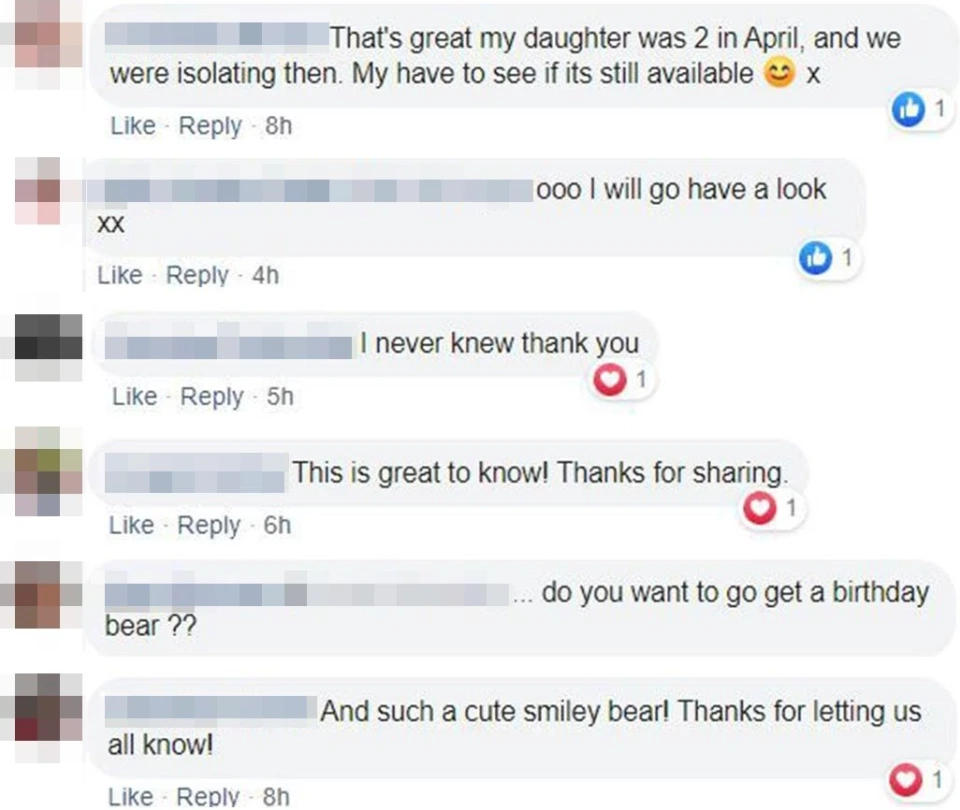 That's great my daughter was 2 in April, and we
were isolating then. My have to see if its still available 😊 x
1
Like · Reply · 8h
ooo I will go have a look
xx
1
Like · Reply · 4h
I never knew thank you
1
Like · Reply · 5h
This is great to know! Thanks for sharing.
1
Like · Reply · 6h
... do you want to go get a birthday
bear ??
And such a cute smiley bear! Thanks for letting us
all know!
1
Like · Reply · 8h